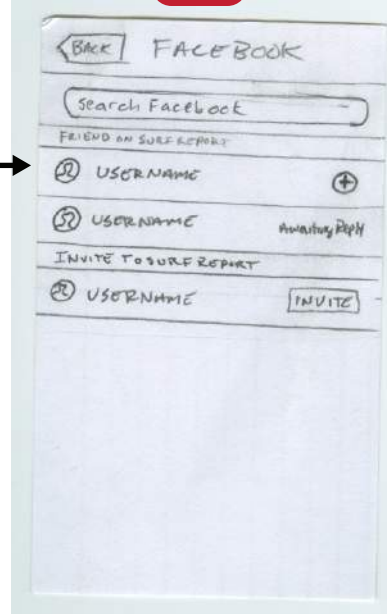 BACK FACEBOOK
Search Facebook
FRIEND ON SURF REPORT
USERNAME
USERNAME Awaiting Reply
INVITE TO SURF REPORT
USERNAME INVITE